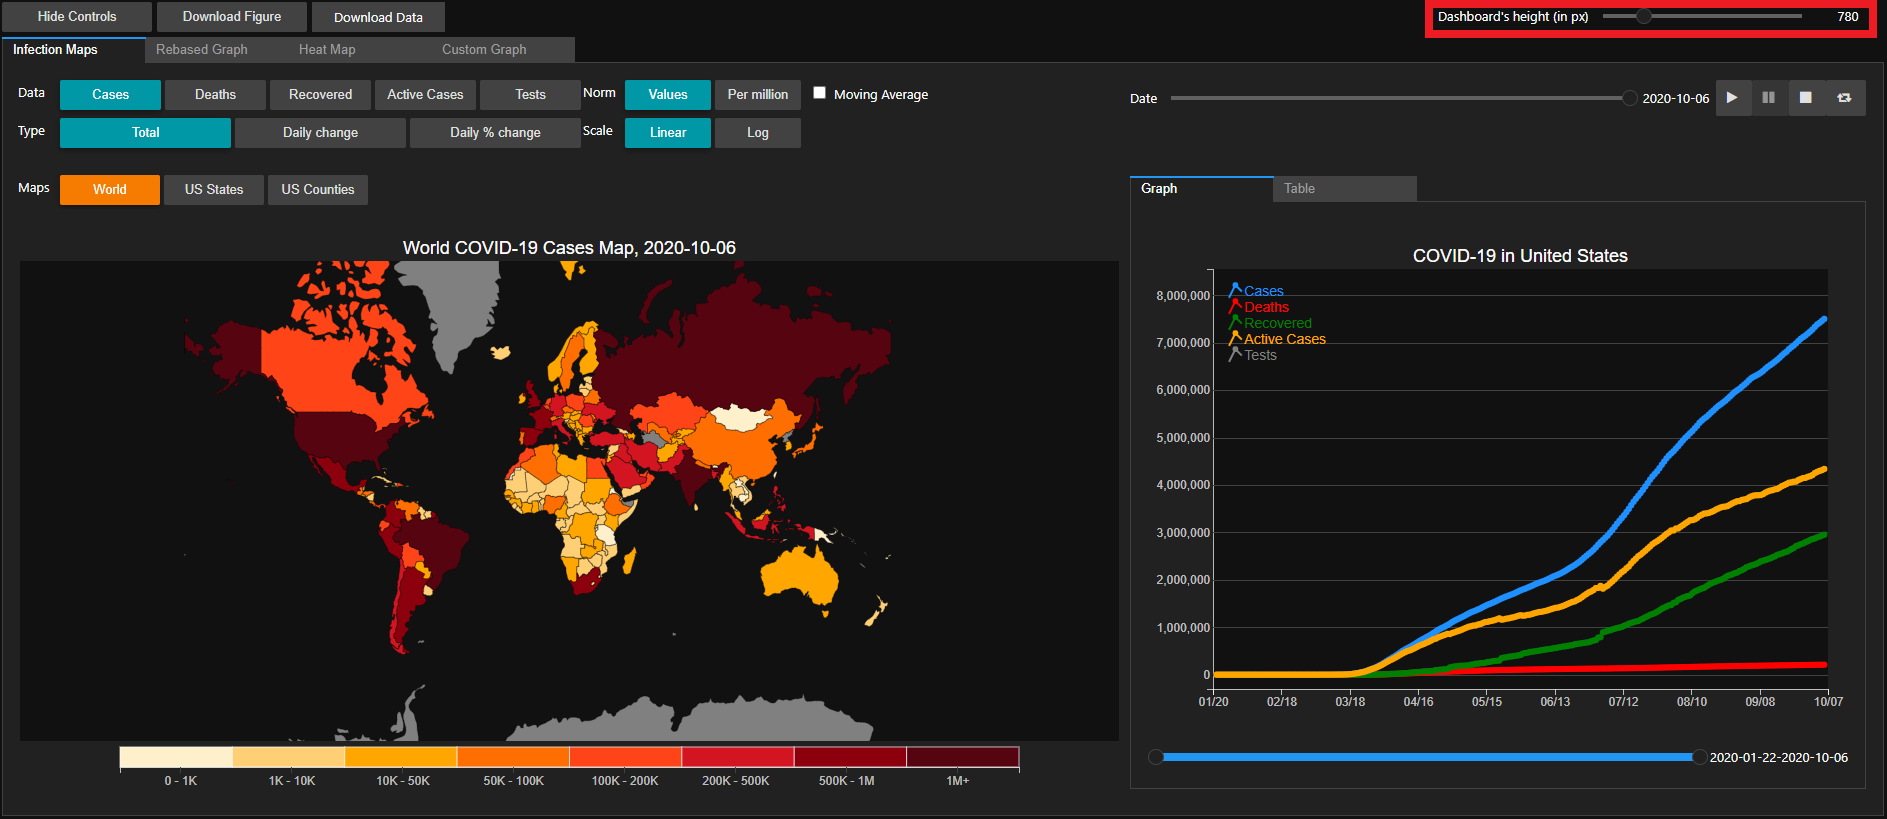 Hide Controls Download Figure Download Data Dashboard's height (in px) 780
Infection Maps Rebased Graph Heat Map Custom Graph
Data Cases Deaths Recovered Active Cases Tests Norm Values Per million Moving Average Date 2020-10-06
Type Total Daily change Daily % change Scale Linear Log
Maps World US States US Counties
Graph Table
World COVID-19 Cases Map, 2020-10-06
0 - 1K 1K - 10K 10K - 50K 50K - 100K 100K - 200K 200K - 500K 500K - 1M 1M+
COVID-19 in United States
Cases
Deaths
Recovered
Active Cases
Tests
8,000,000
7,000,000
6,000,000
5,000,000
4,000,000
3,000,000
2,000,000
1,000,000
0
01/20 02/18 03/18 04/16 05/15 06/13 07/12 08/10 09/08 10/07
2020-01-22-2020-10-06